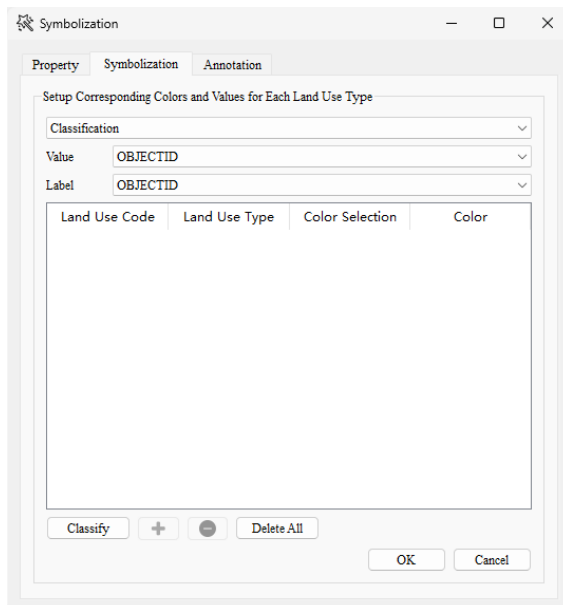 Symbolization
Property Symbolization Annotation
Setup Corresponding Colors and Values for Each Land Use Type
Classification
Value OBJECTID
Label OBJECTID
Land Use Code Land Use Type Color Selection Color
Classify Delete All
OK Cancel